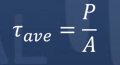 τ_ave = P/A